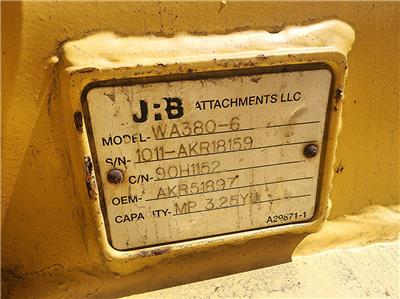 JRB ATTACHMENTS LLC
MODEL- WA380-6
S/N- 1011-AKR18159
C/N- 90H1152
OEM- AKR51897
CAPACITY- MP 3.25YD
A29871-1